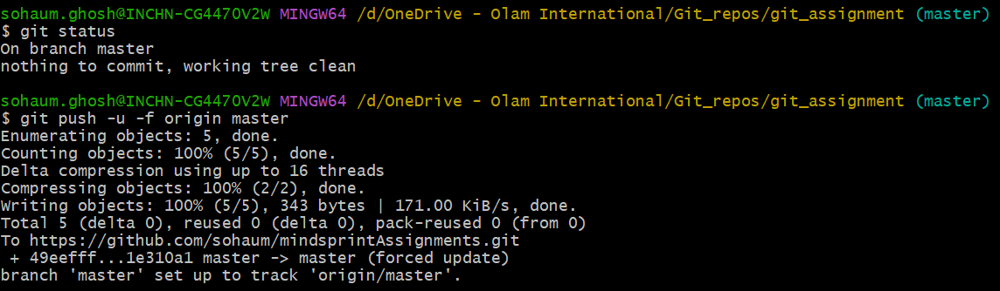 sohaum.ghosh@INCHN-CG4470V2W MINGW64 /d/OneDrive - Olam International/Git_repos/git_assignment (master)
$ git status
On branch master
nothing to commit, working tree clean
sohaum.ghosh@INCHN-CG4470V2W MINGW64 /d/OneDrive - Olam International/Git_repos/git_assignment (master)
$ git push -u -f origin master
Enumerating objects: 5, done.
Counting objects: 100% (5/5), done.
Delta compression using up to 16 threads
Compressing objects: 100% (2/2), done.
Writing objects: 100% (5/5), 343 bytes | 171.00 KiB/s, done.
Total 5 (delta 0), reused 0 (delta 0), pack-reused 0 (from 0)
To https://github.com/sohaum/mindsprintAssignments.git
 + 49eefff...1e310a1 master -> master (forced update)
branch 'master' set up to track 'origin/master'.